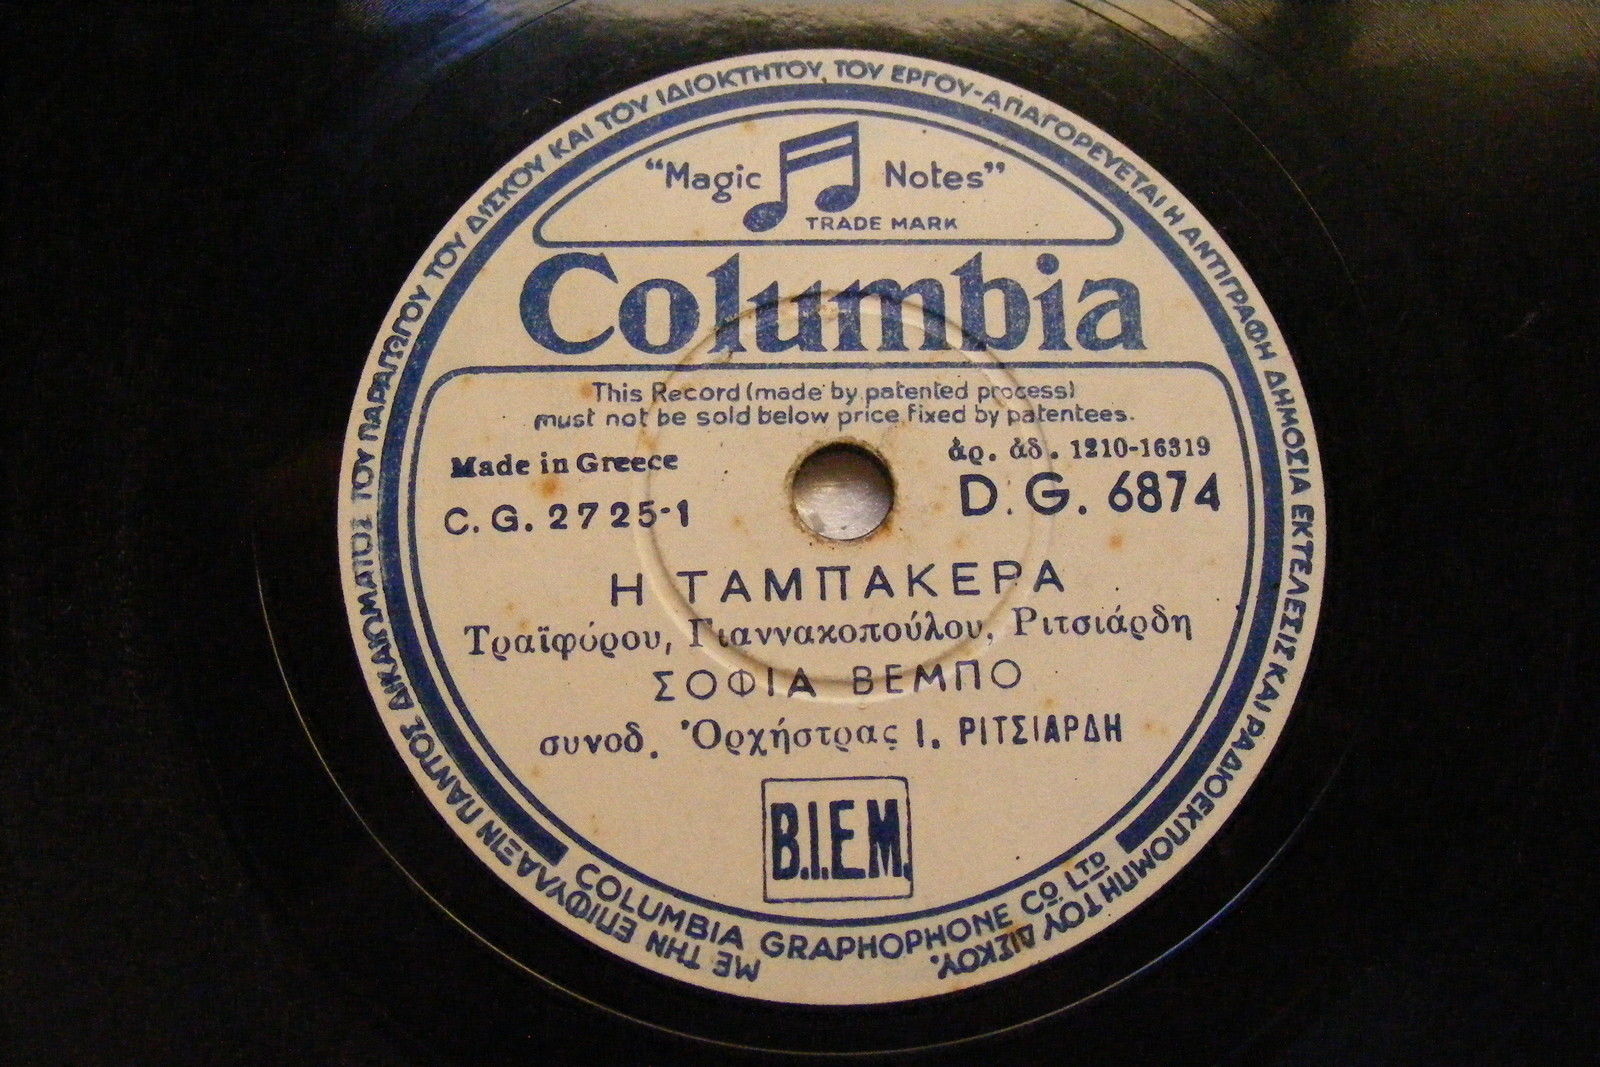 ΜΕ ΤΗΝ ΕΠΙΦΥΛΑΞΙΝ ΠΑΝΤΟΣ ΔΙΚΑΙΩΜΑΤΟΣ ΤΟΥ ΠΑΡΑΓΩΓΟΥ ΤΟΥ ΔΙΣΚΟΥ ΚΑΙ ΤΟΥ ΙΔΙΟΚΤΗΤΟΥ, ΤΟΥ ΕΡΓΟΥ-ΑΠΑΓΟΡΕΥΕΤΑΙ Η ΑΝΤΙΓΡΑΦΗ ΔΗΜΟΣΙΑ ΕΚΤΕΛΕΣΙΣ ΚΑΙ ΡΑΔΙΟΕΚΠΟΜΠΗ ΤΟΥ ΔΙΣΚΟΥ.
“Magic Notes”
TRADE MARK
Columbia
This Record (made by patented process)
must not be sold below price fixed by patentees.
Made in Greece
ἀρ. ἀδ. 1210-16319
C. G. 2725-1
D. G. 6874
Η ΤΑΜΠΑΚΕΡΑ
Τραϊφόρου, Γιαννακοπούλου, Ριτσιάρδη
ΣΟΦΙΑ ΒΕΜΠΟ
συνοδ. Ὀρχήστρας Ι. ΡΙΤΣΙΑΡΔΗ
B.I.E.M.
COLUMBIA GRAPHOPHONE CO LTD